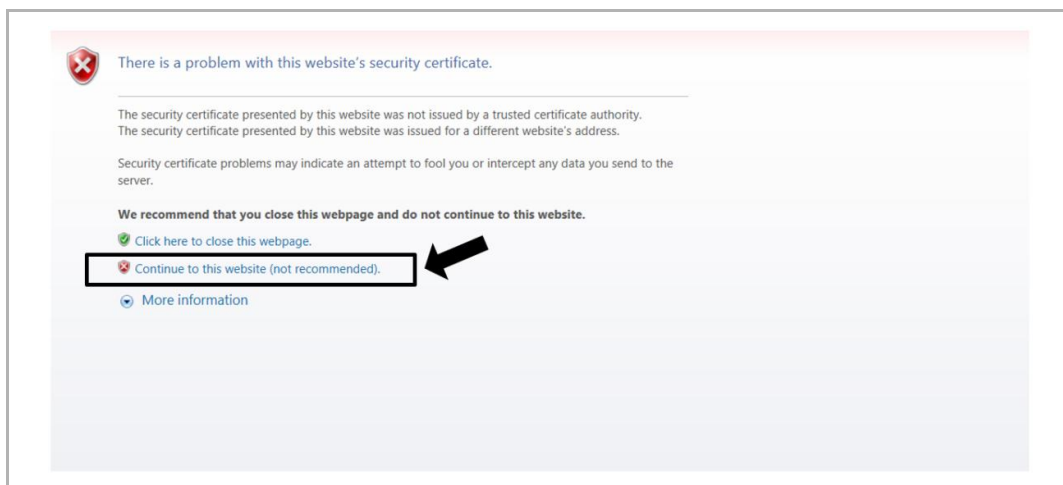 There is a problem with this website's security certificate.
The security certificate presented by this website was not issued by a trusted certificate authority.
The security certificate presented by this website was issued for a different website's address.
Security certificate problems may indicate an attempt to fool you or intercept any data you send to the
server.
We recommend that you close this webpage and do not continue to this website.
Click here to close this webpage.
Continue to this website (not recommended).
More information